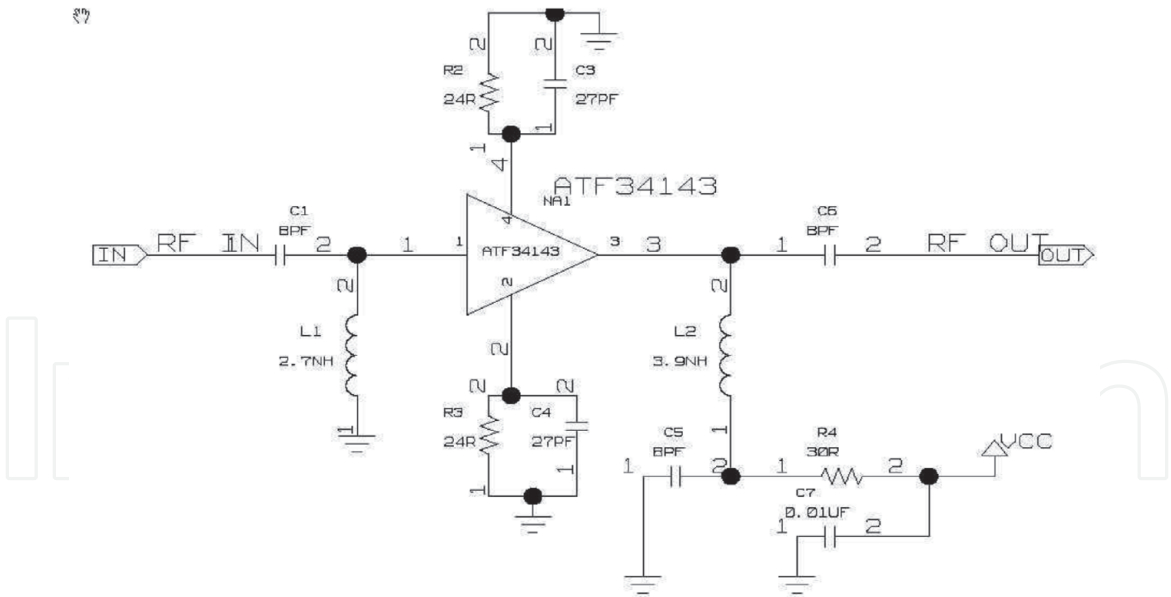 2 2
R2 C3
24R 27PF
1 1
4
ATF34143
NA1
C1
8PF
4
C6
8PF
IN RF IN 2 1 1 ATF34143 3 3 1 2 RF OUT OUT
2
2 2
L1
2.7NH
1
2
L2
3.9NH
1
2 2
R3 C4
24R 27PF
1 1
C5
8PF
1 2
R4
30R
1 2
VCC
C7
0.01UF
1 2